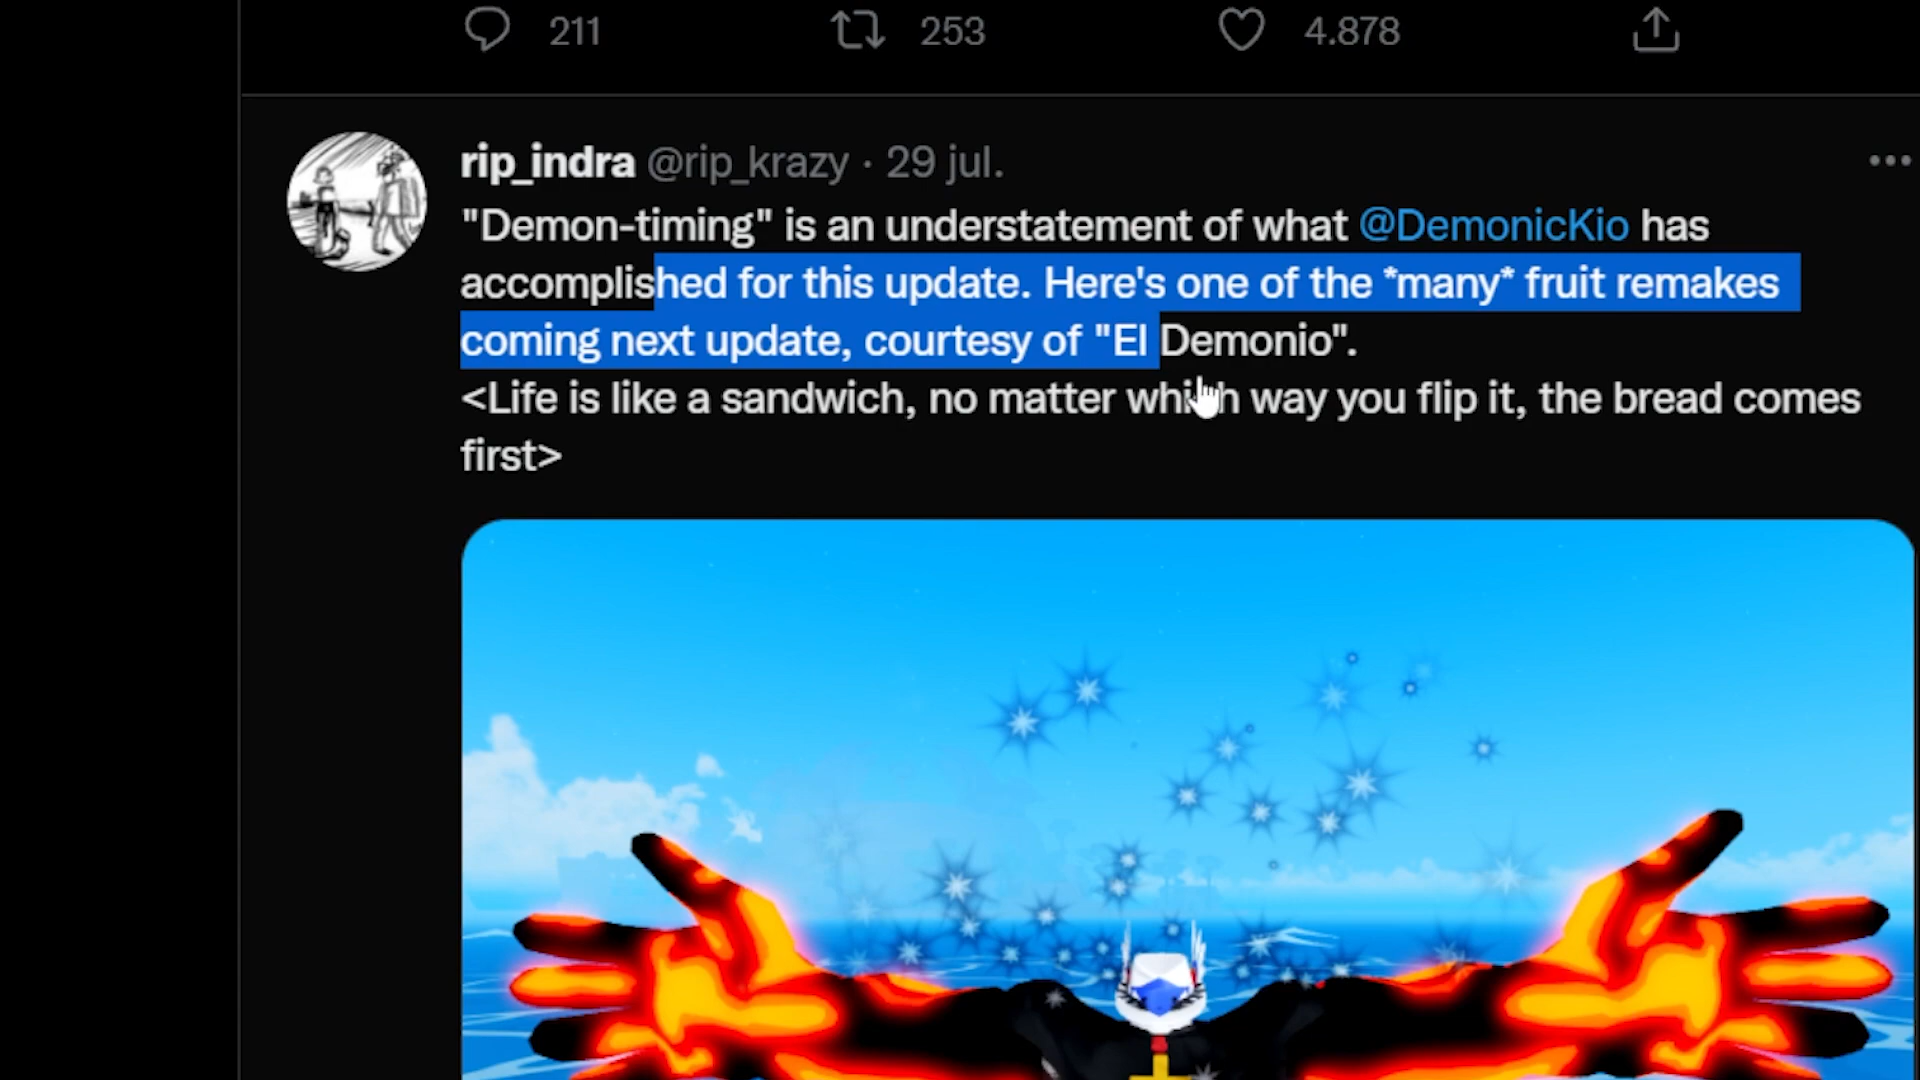 211 253 4.878
rip_indra @rip_krazy · 29 jul.
"Demon-timing" is an understatement of what @DemonicKio has
accomplished for this update. Here's one of the *many* fruit remakes
coming next update, courtesy of "El Demonio".
<Life is like a sandwich, no matter which way you flip it, the bread comes
first>